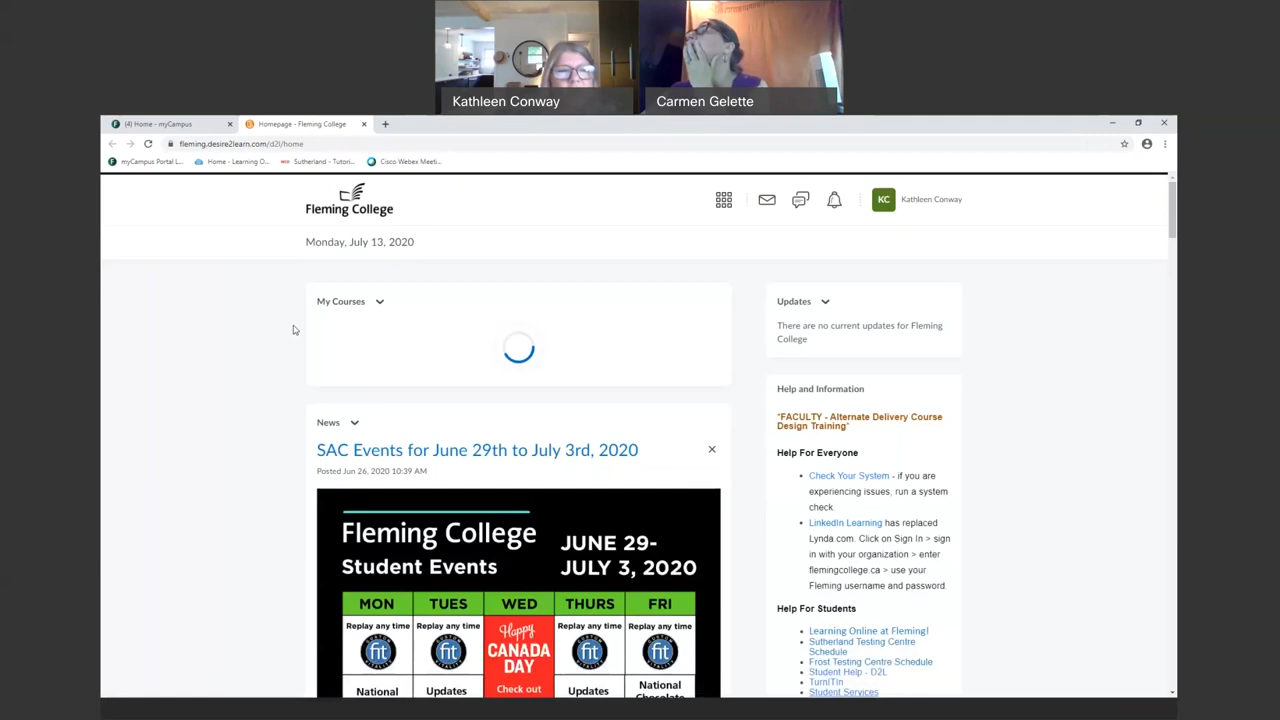 Kathleen Conway
Carmen Gelette
(4) Home - myCampus
Homepage - Fleming College
fleming.desire2learn.com/d2l/home
myCampus Portal L...
Home - Learning O...
Sutherland - Tutori...
Cisco Webex Meeti...
Fleming College
KC
Kathleen Conway
Monday, July 13, 2020
My Courses
Updates
There are no current updates for Fleming
College
News
SAC Events for June 29th to July 3rd, 2020
Posted Jun 26, 2020 10:39 AM
Fleming College
Student Events
JUNE 29-
JULY 3, 2020
MON TUES WED THURS FRI
Replay any time
Replay any time
Happy
CANADA
DAY
Replay any time
Replay any time
fit
fit
fit
fit
National
Updates
Check out
Updates
National
Chocolate
Help and Information
"FACULTY - Alternate Delivery Course
Design Training"
Help For Everyone
Check Your System - if you are
experiencing issues, run a system
check.
LinkedIn Learning has replaced
Lynda.com. Click on Sign In > sign
in with your organization > enter
flemingcollege.ca > use your
Fleming username and password.
Help For Students
Learning Online at Fleming!
Sutherland Testing Centre
Schedule
Frost Testing Centre Schedule
Student Help - D2L
TurnITin
Student Services